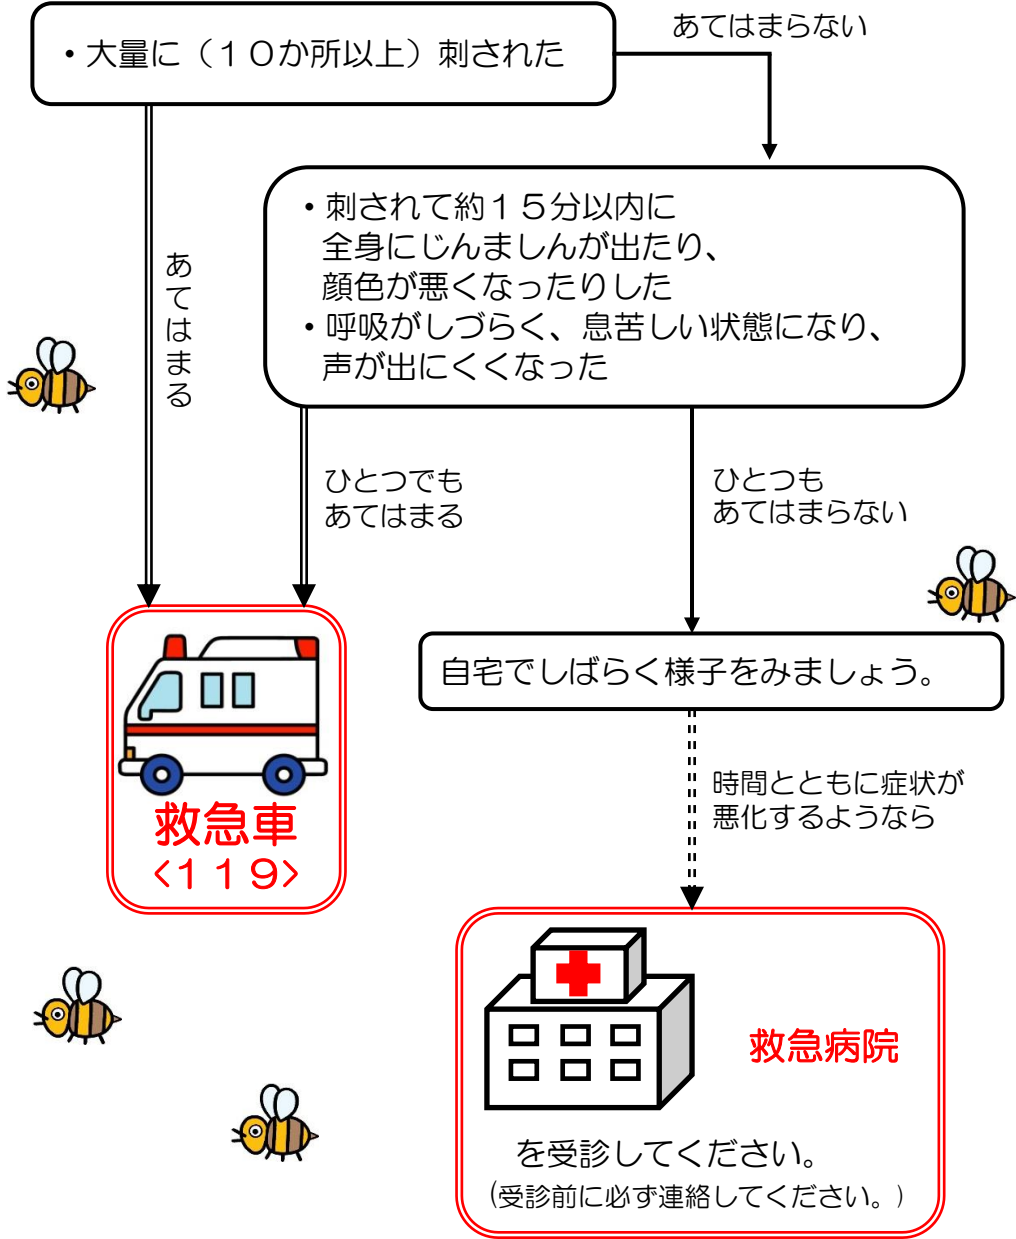 ・大量に（１０か所以上）刺された
あてはまらない
・刺されて約１５分以内に
全身にじんましんが出たり、
顔色が悪くなったりした
・呼吸がしづらく、息苦しい状態になり、
声が出にくくなった
あてはまる
ひとつでも
あてはまる
ひとつも
あてはまらない
自宅でしばらく様子をみましょう。
時間とともに症状が
悪化するようなら
救急車
<１１９>
救急病院
を受診してください。
(受診前に必ず連絡してください。)